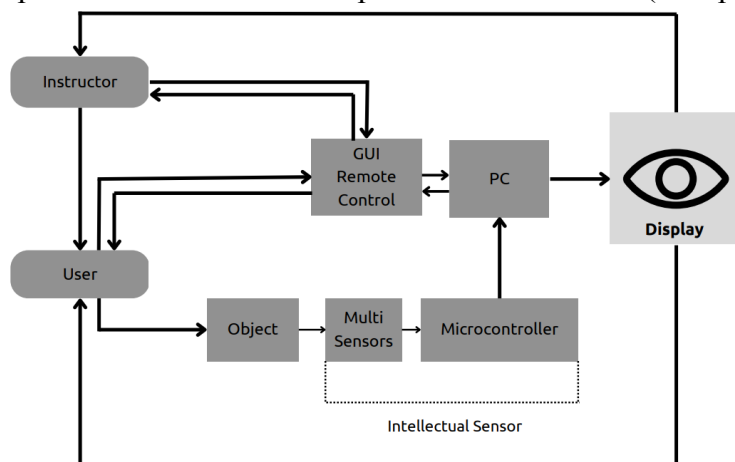 Instructor
GUI
Remote
Control
PC
Display
User
Object
Multi
Sensors
Microcontroller
Intellectual Sensor